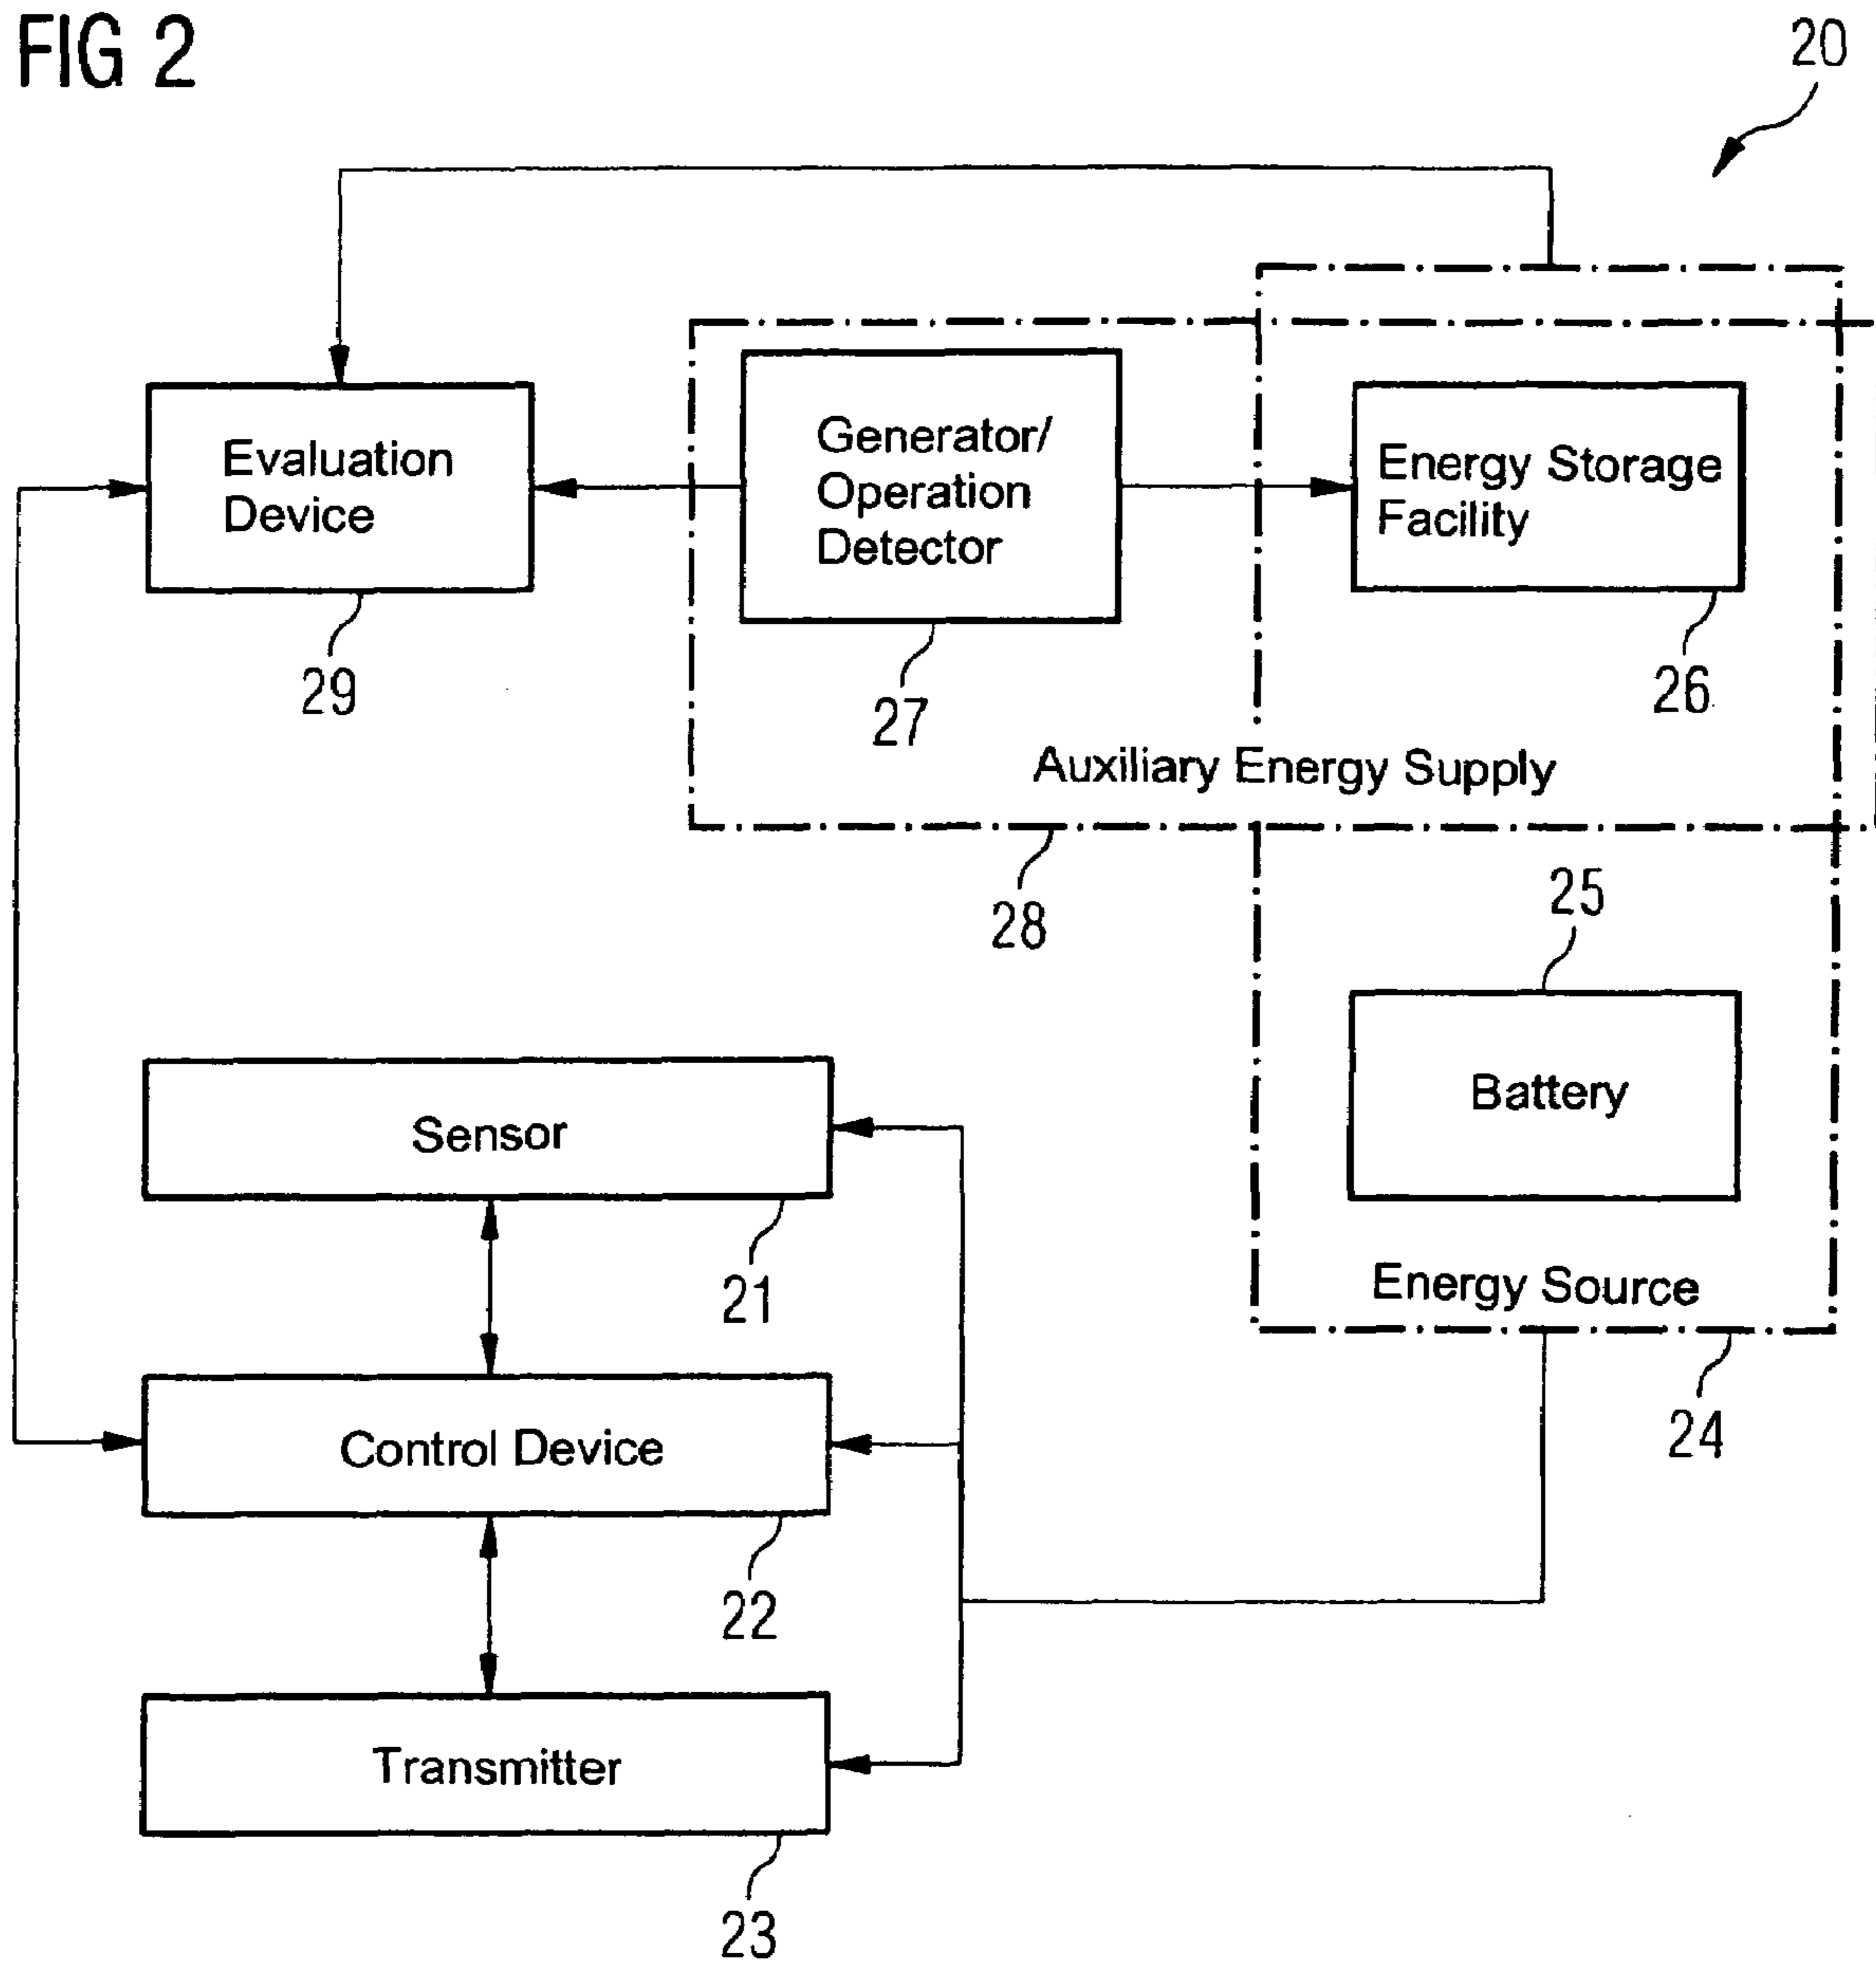 FIG 2
20
Evaluation
Device
29
Generator/
Operation
Detector
27
Energy Storage
Facility
26
Auxiliary Energy Supply
28
25
Battery
Energy Source
24
Sensor
21
Control Device
22
Transmitter
23